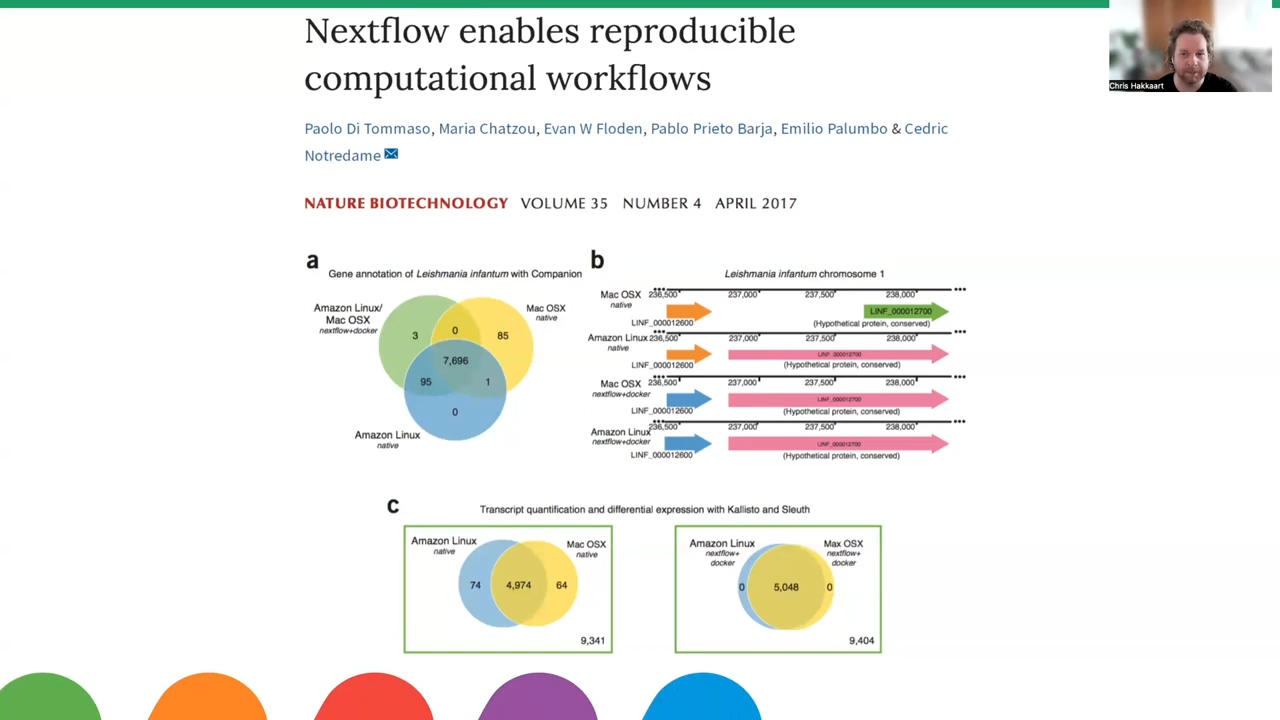 Nextflow enables reproducible
computational workflows
Paolo Di Tommaso, Maria Chatzou, Evan W Floden, Pablo Prieto Barja, Emilio Palumbo & Cedric
Notredame
NATURE BIOTECHNOLOGY VOLUME 35 NUMBER 4 APRIL 2017
Chris Hakkaart
a
Gene annotation of Leishmania infantum with Companion
Amazon Linux/
Mac OSX
nextflow+docker
Mac OSX
native
3
0
85
7,696
95
1
0
Amazon Linux
native
b
Leishmania infantum chromosome 1
Mac OSX
native
236,500 237,000 237,500 238,000
LINF_000012600
LINF_000012700
(Hypothetical protein, conserved)
Amazon Linux
native
236,500 237,000 237,500 238,000
LINF_000012600
LINF_000012700
(Hypothetical protein, conserved)
Mac OSX
nextflow+docker
236,500 237,000 237,500 238,000
LINF_000012600
LINF_000012700
(Hypothetical protein, conserved)
Amazon Linux
nextflow+docker
236,500 237,000 237,500 238,000
LINF_000012600
LINF_000012700
(Hypothetical protein, conserved)
c
Transcript quantification and differential expression with Kallisto and Sleuth
Amazon Linux
native
Mac OSX
native
74 4,974 64
9,341
Amazon Linux
nextflow+
docker
Max OSX
nextflow+
docker
0 5,048 0
9,404